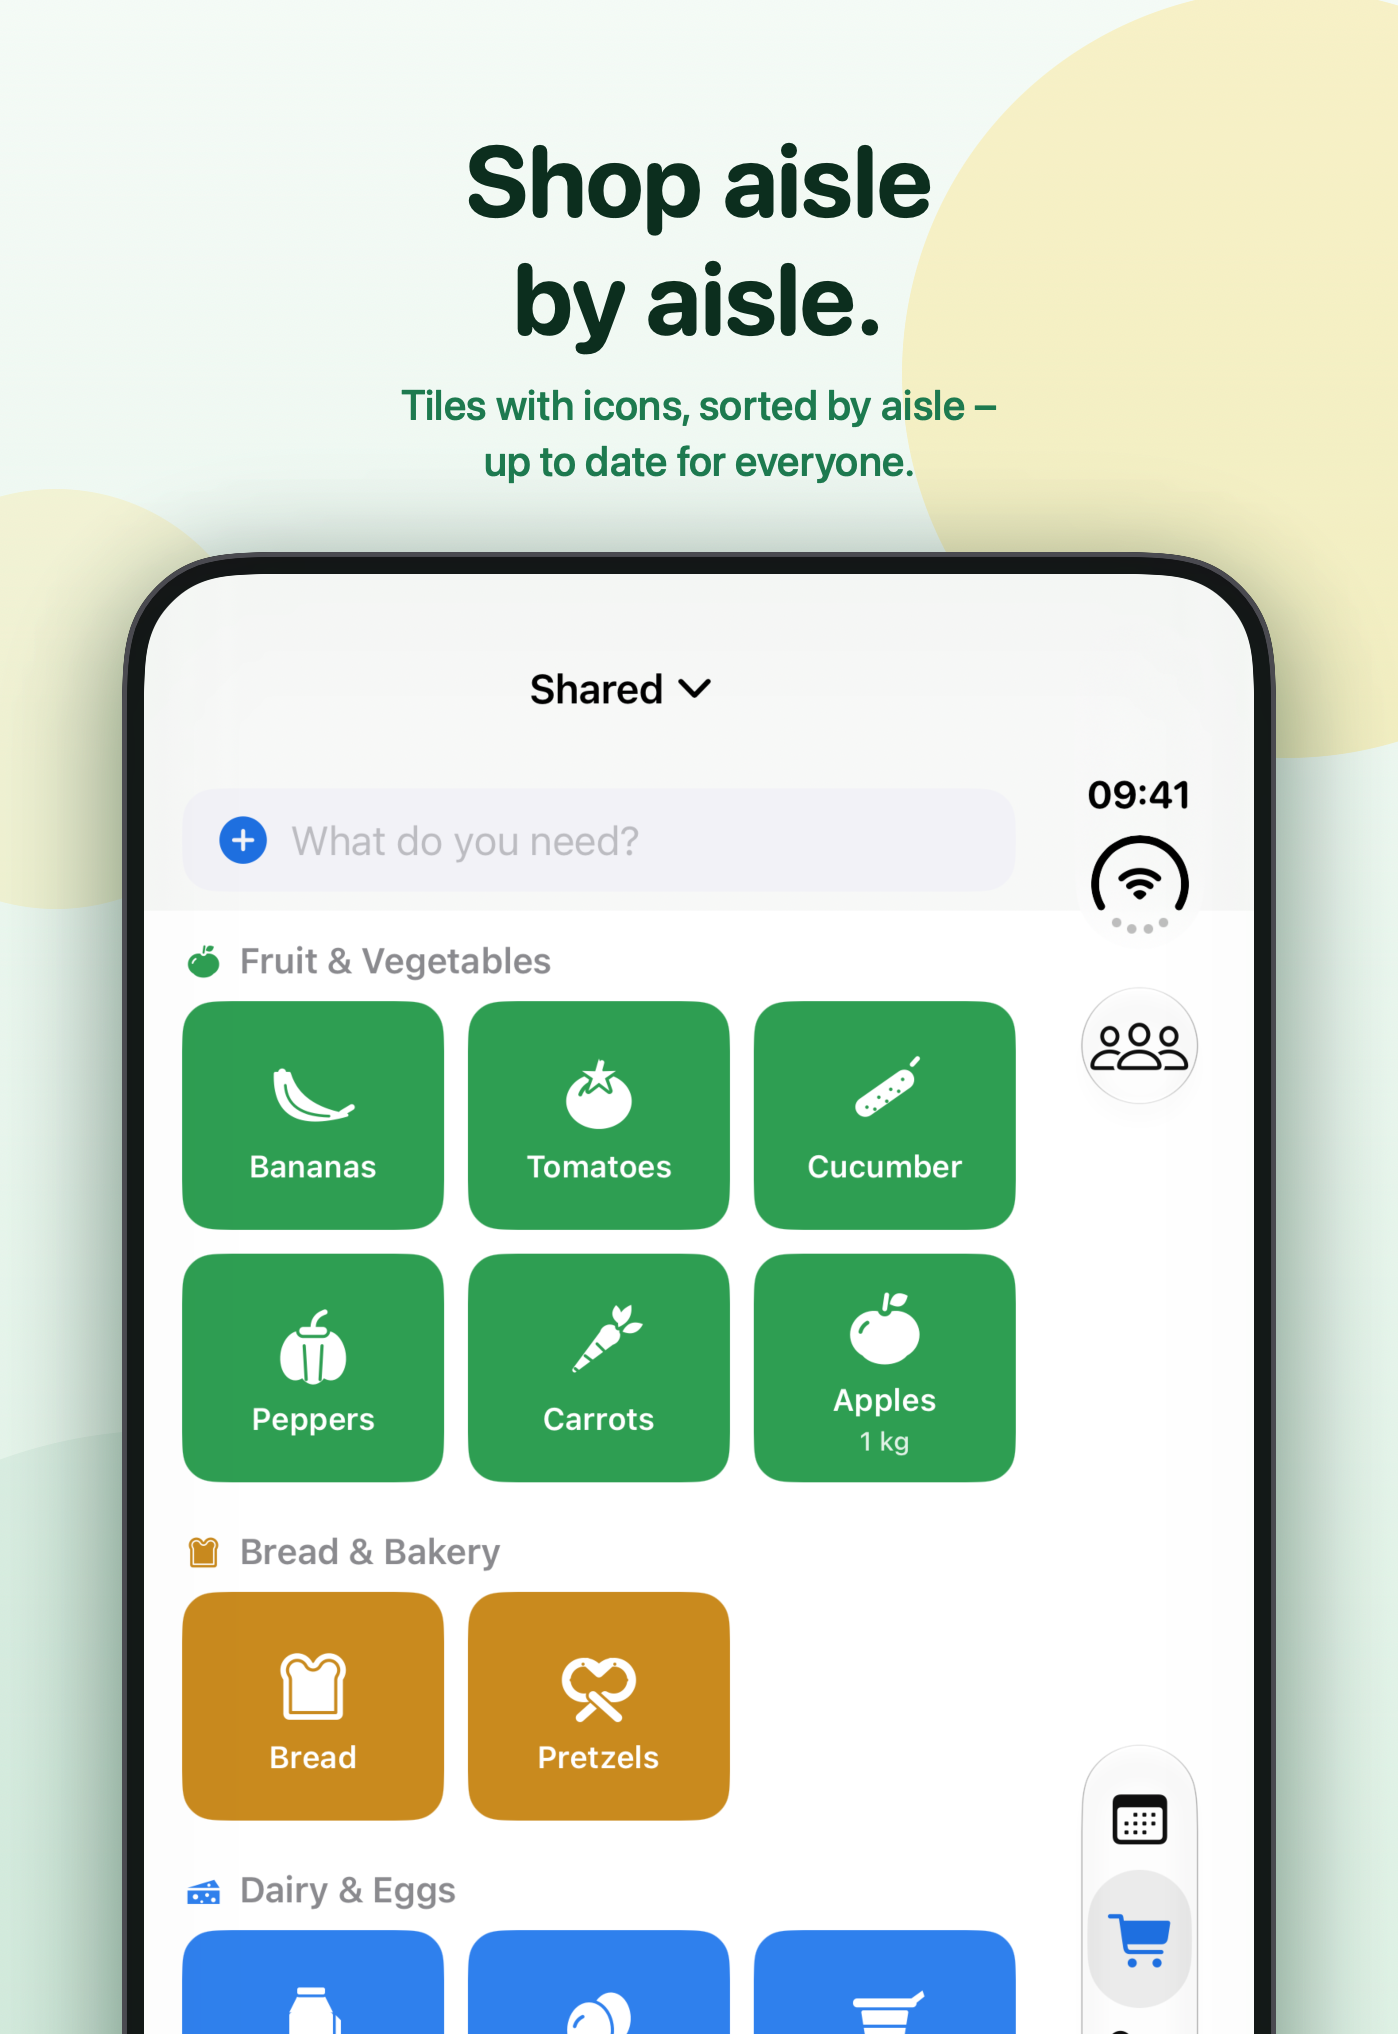 Shop aisle
by aisle.
Tiles with icons, sorted by aisle –
up to date for everyone.
Shared
09:41
What do you need?
Fruit & Vegetables
Bananas
Tomatoes
Cucumber
Peppers
Carrots
Apples
1 kg
Bread & Bakery
Bread
Pretzels
Dairy & Eggs